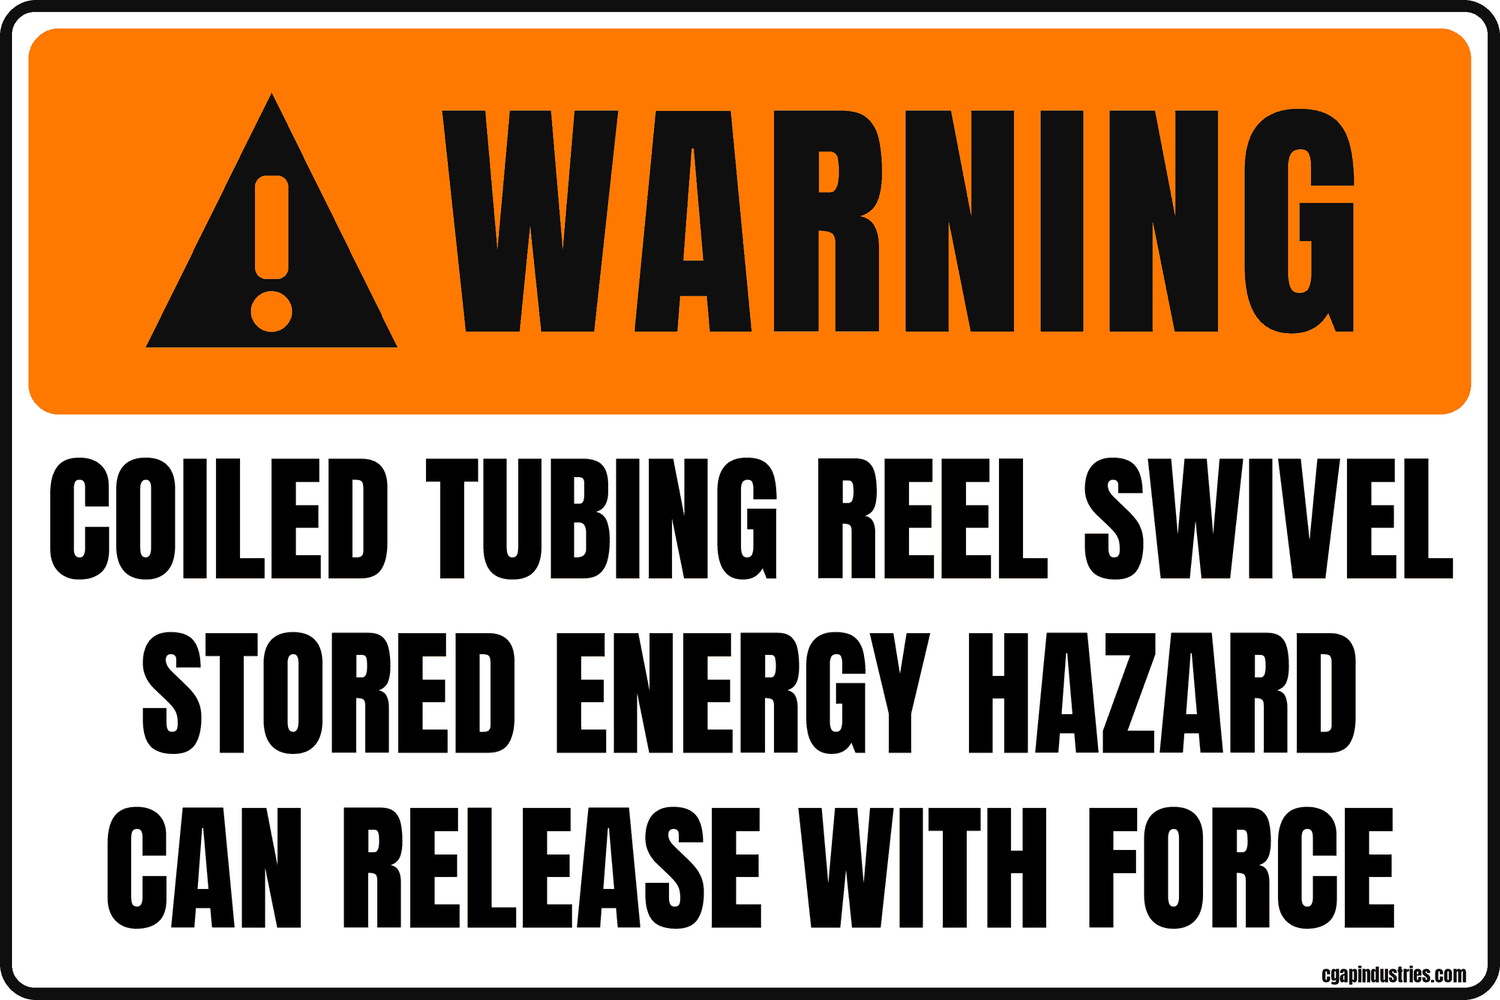 WARNING
COILED TUBING REEL SWIVEL
STORED ENERGY HAZARD
CAN RELEASE WITH FORCE
cgapindustries.com